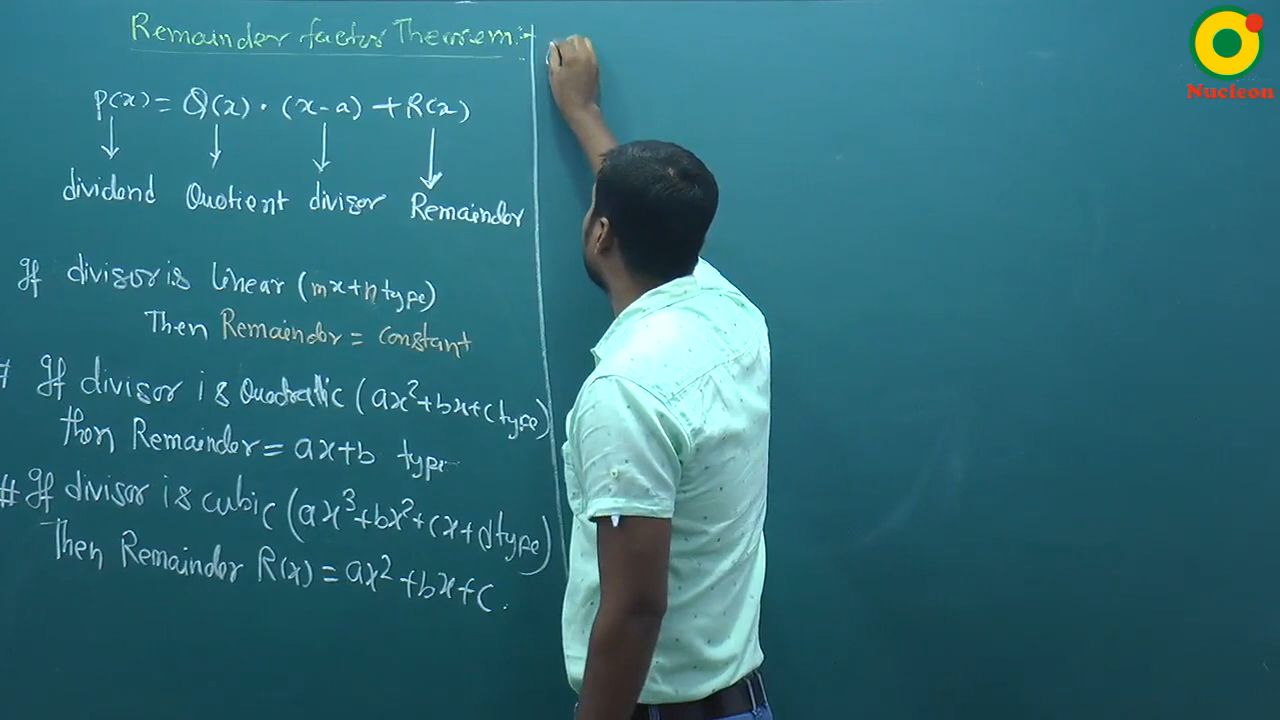 Remainder factor Theorem:-
P(x) = Q(x) · (x-a) + R(x)
dividend Quotient divisor Remainder
If divisor is linear (mx+n type)
Then Remainder = constant
# If divisor is Quadratic (ax²+bx+c type)
then Remainder = ax+b type
# If divisor is cubic (ax³+bx²+cx+d type)
Then Remainder R(x) = ax²+bx+c.
Nucleon